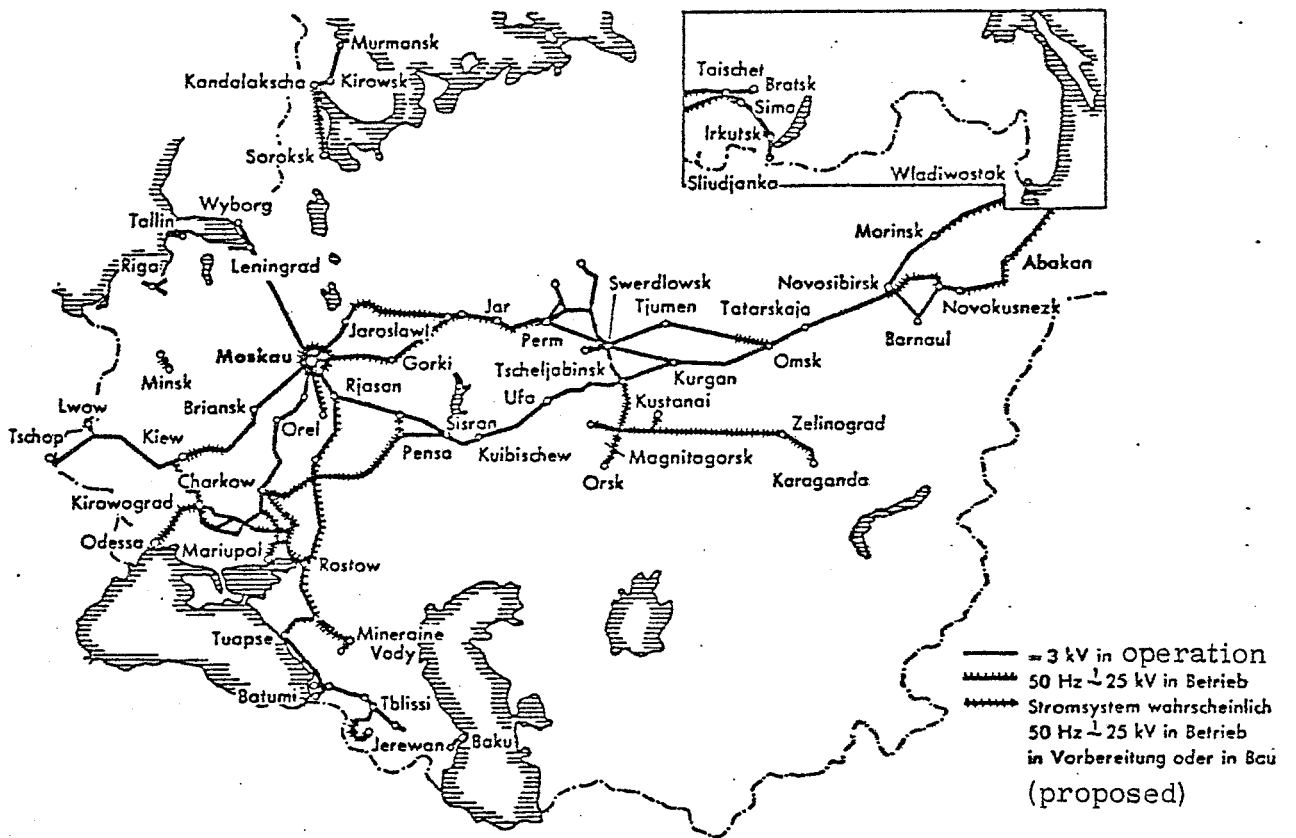 Murmansk
Kandalakscha
Kirowsk
Soroksk
Taischet
Bratsk
Sima
Irkutsk
Sliudjanka
Wladiwostok
Wyborg
Tallin
Riga
Leningrad
Marinsk
Abakan
Swerdlowsk
Tjumen
Tatarskaja
Novosibirsk
Novokusnezk
Barnaul
Jar
Jaroslawl
Perm
Moskau
Gorki
Omsk
Minsk
Tscheljabinsk
Kurgan
Rjasan
Ufa
Kustanai
Lwow
Briansk
Tschop
Kiew
Orel
Sisran
Zelinograd
Pensa
Kuibischew
Magnitogorsk
Charkow
Orsk
Karaganda
Kirowograd
Odessa
Mariupol
Rostow
Tuapse
Mineraine
Vody
Batumi
Tblissi
Jerewan
Baku
= 3 kV in operation
50 Hz 1~ 25 kV in Betrieb
Stromsystem wahrscheinlich
50 Hz 1~ 25 kV in Betrieb
in Vorbereitung oder in Bau
(proposed)